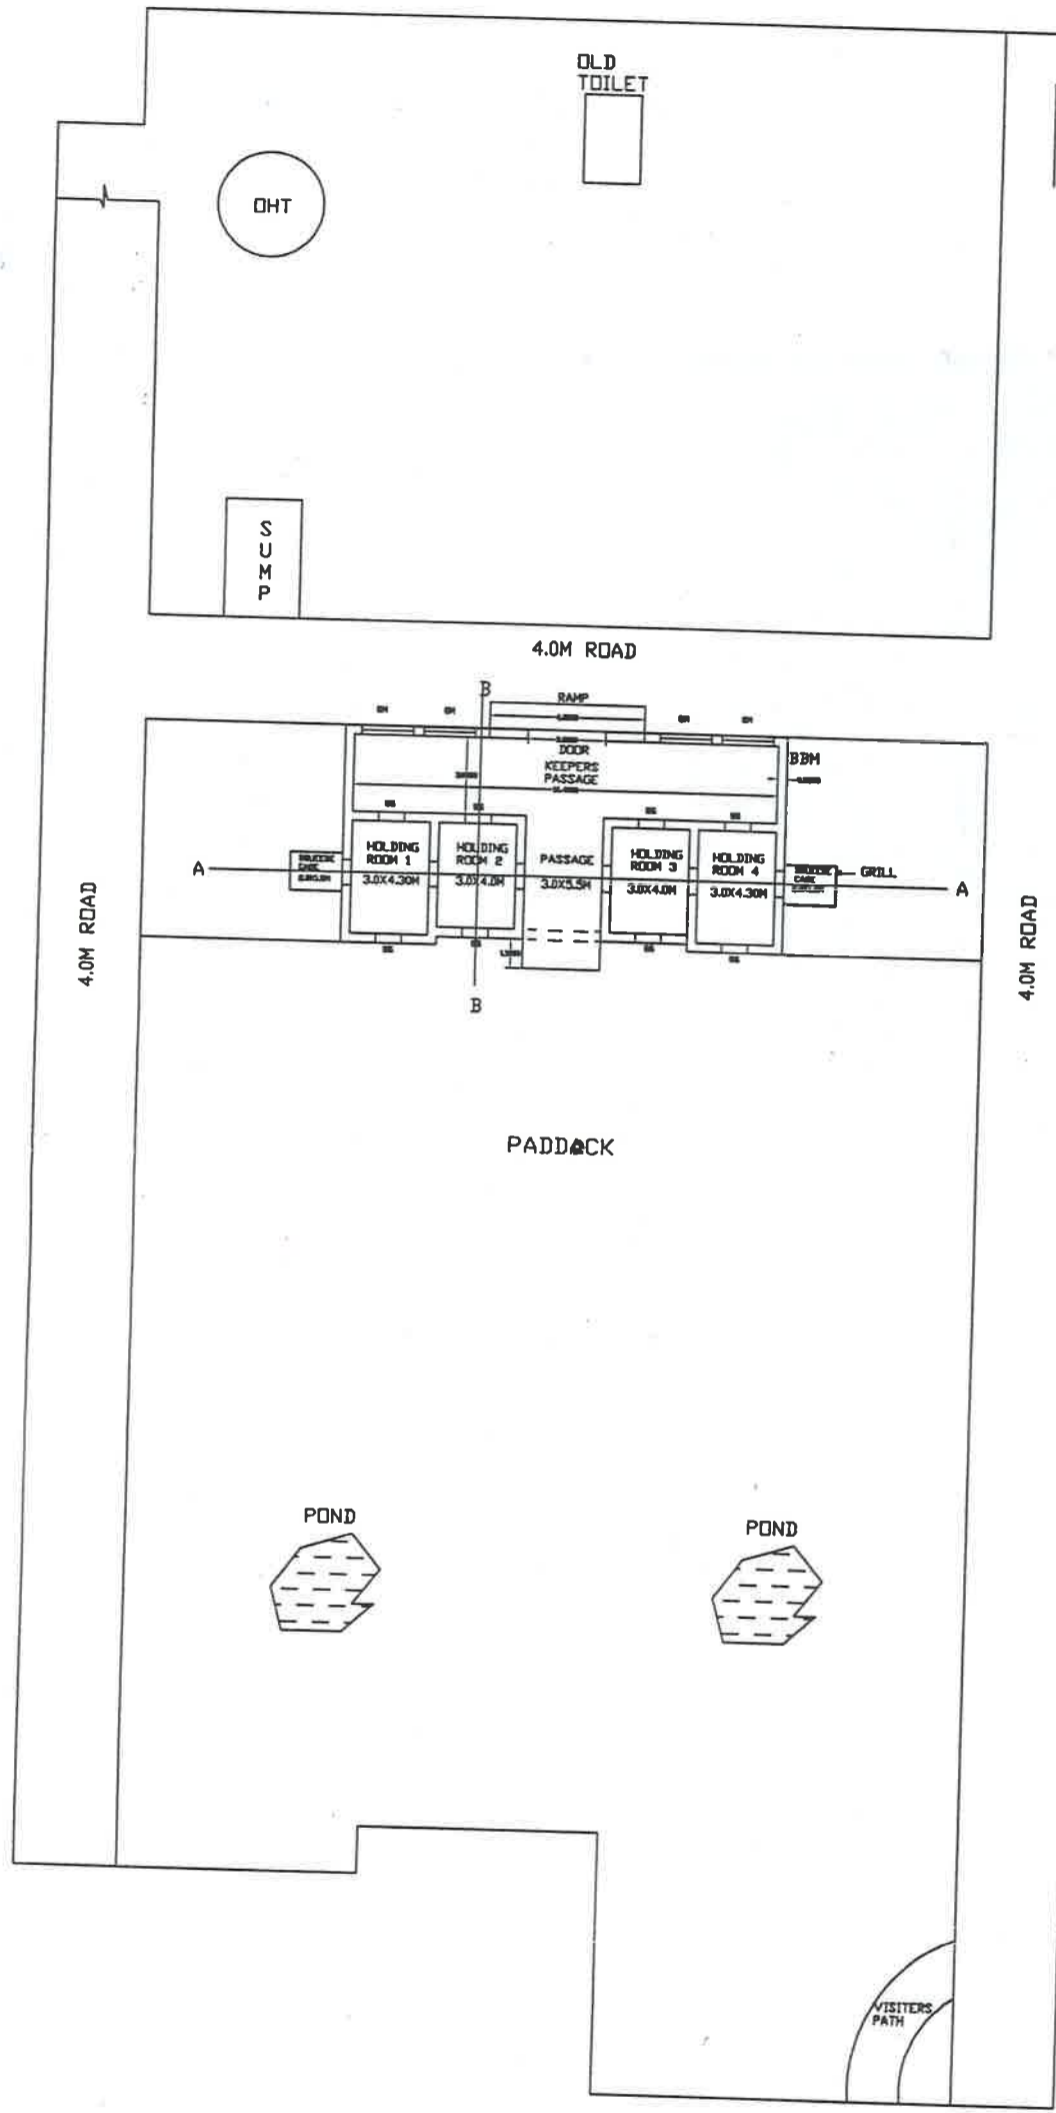 OLD
TOILET
OHT
SUMP
4.0M ROAD
B
RAMP
DOOR
KEEPERS
PASSAGE
BBM
HOLDING
ROOM 1
3.0X4.30M
HOLDING
ROOM 2
3.0X4.0M
PASSAGE
3.0X5.5M
HOLDING
ROOM 3
3.0X4.0M
HOLDING
ROOM 4
3.0X4.30M
GRILL
A
A
B
4.0M ROAD
4.0M ROAD
PADDOCK
POND
POND
VISITERS
PATH